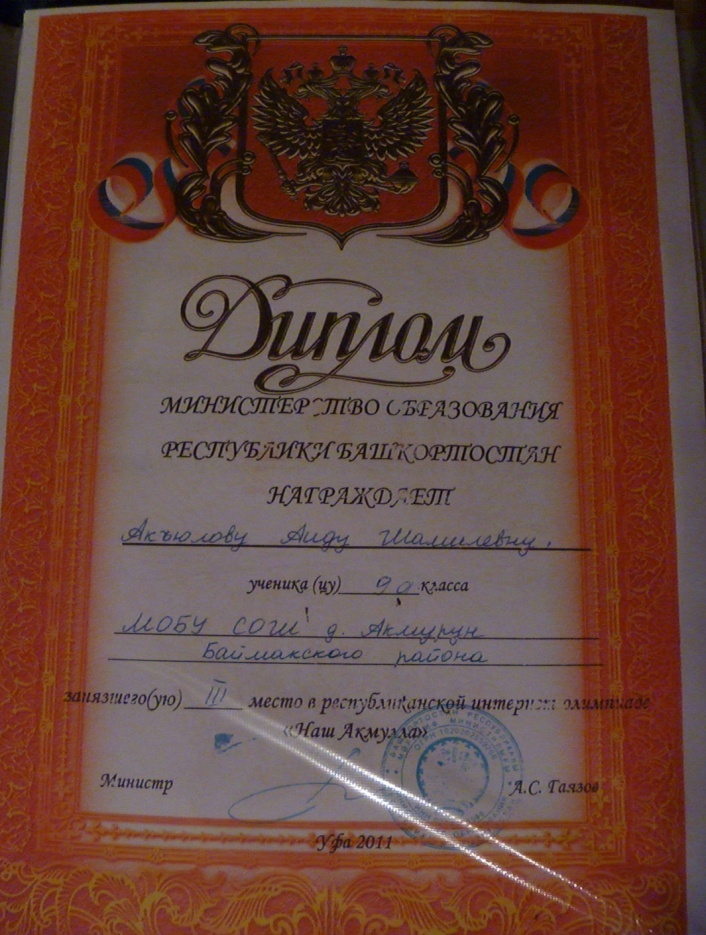 Диплом
МИНИСТЕРСТВО ОБРАЗОВАНИЯ
РЕСПУБЛИКИ БАШКОРТОСТАН
НАГРАЖДАЕТ
Акъюлову Аиду Шамилевну,
ученика (цу) 9а класса
МОБУ СОШ д. Акмурун
Баймакского района
занявшего(ую) III место в республиканской интернет олимпиаде
«Наш Акмулла»
Министр А.С. Гаязов
Уфа 2011